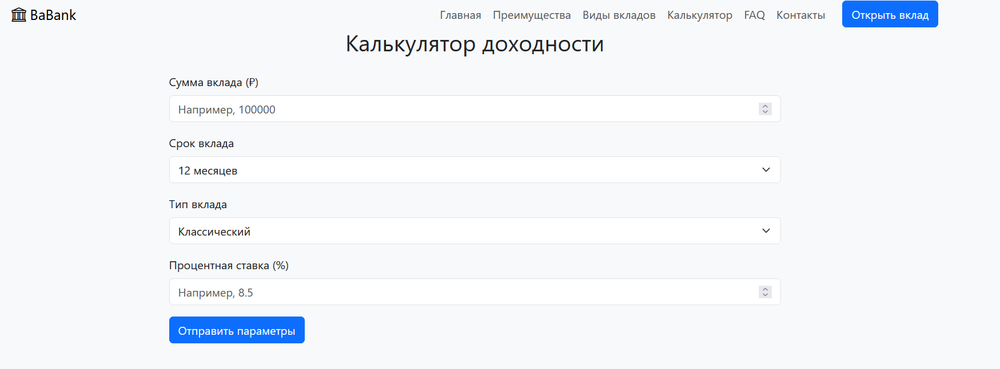 BaBank
Главная Преимущества Виды вкладов Калькулятор FAQ Контакты Открыть вклад
Калькулятор доходности
Сумма вклада (₽)
Например, 100000
Срок вклада
12 месяцев
Тип вклада
Классический
Процентная ставка (%)
Например, 8.5
Отправить параметры